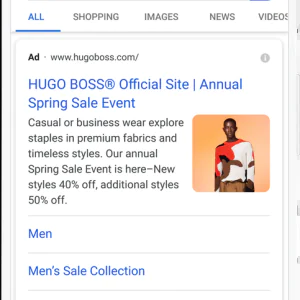 ALL SHOPPING IMAGES NEWS VIDEOS
Ad · www.hugoboss.com/
HUGO BOSS® Official Site | Annual
Spring Sale Event
Casual or business wear explore
staples in premium fabrics and
timeless styles. Our annual
Spring Sale Event is here–New
styles 40% off, additional styles
50% off.
Men
Men's Sale Collection